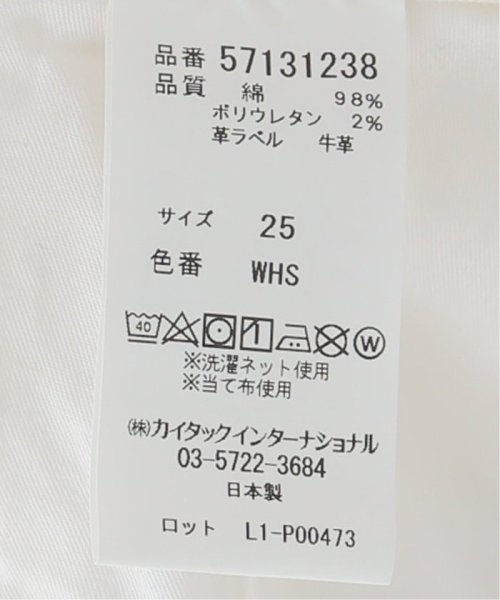 品番 57131238
品質 綿 98%
ポリウレタン 2%
革ラベル 牛革
サイズ 25
色番 WHS
40 W
※洗濯ネット使用
※当て布使用
㈱カイタックインターナショナル
03-5722-3684
日本製
ロット L1-P00473